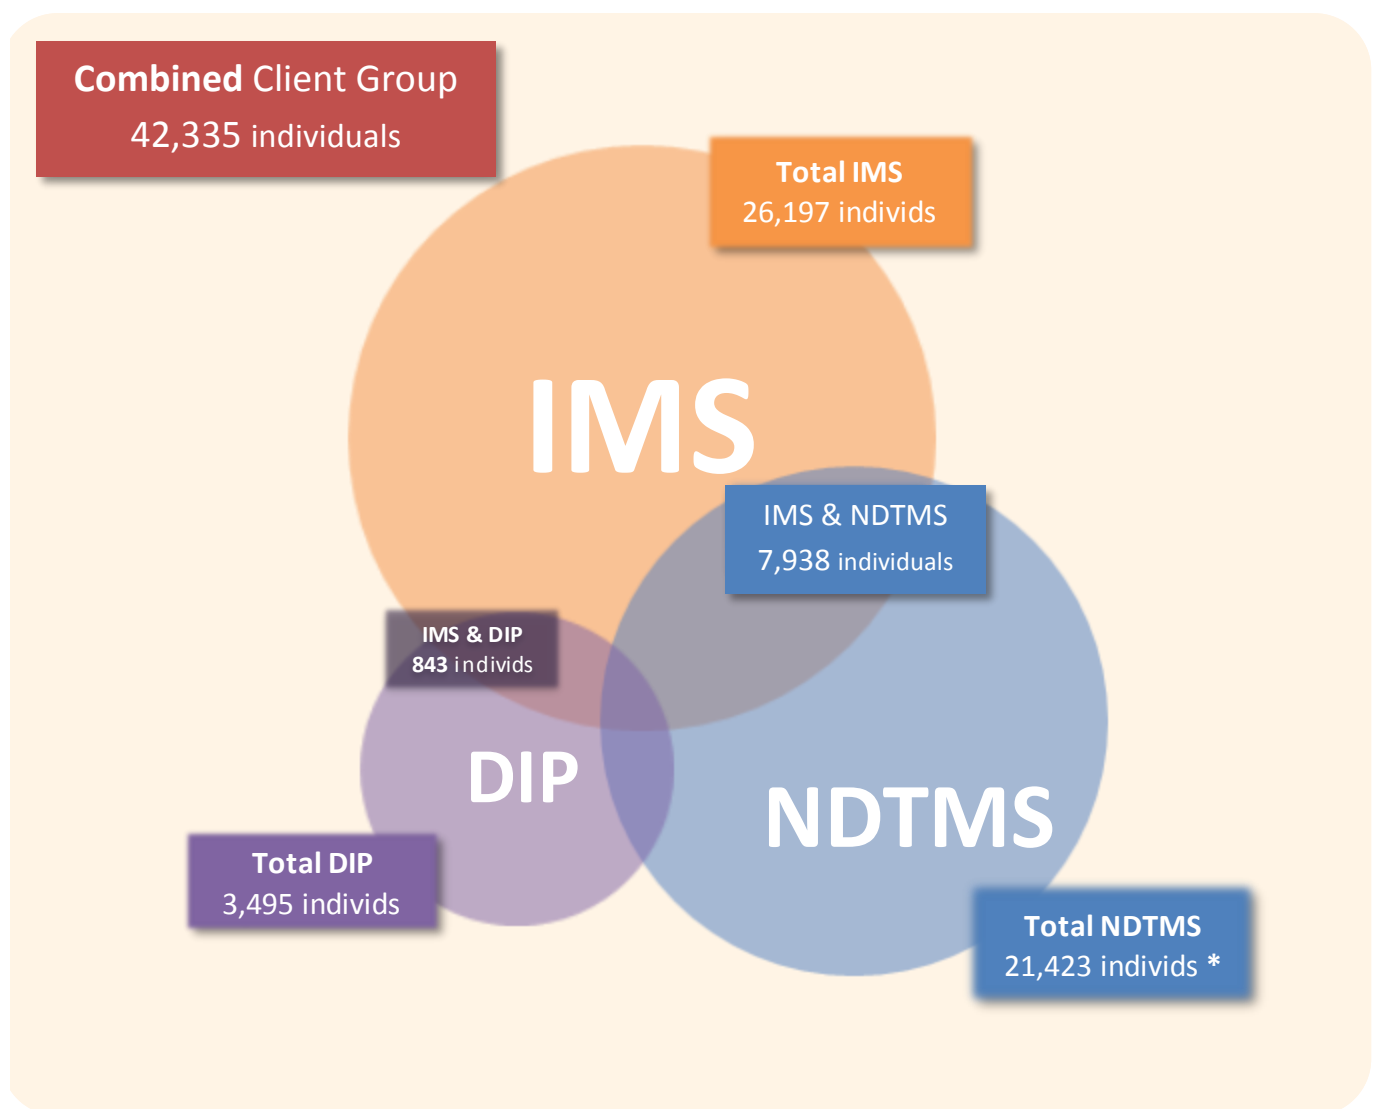 Combined Client Group
42,335 individuals
Total IMS
26,197 individs
IMS
IMS & NDTMS
7,938 individuals
IMS & DIP
843 individs
DIP
NDTMS
Total DIP
3,495 individs
Total NDTMS
21,423 individs *